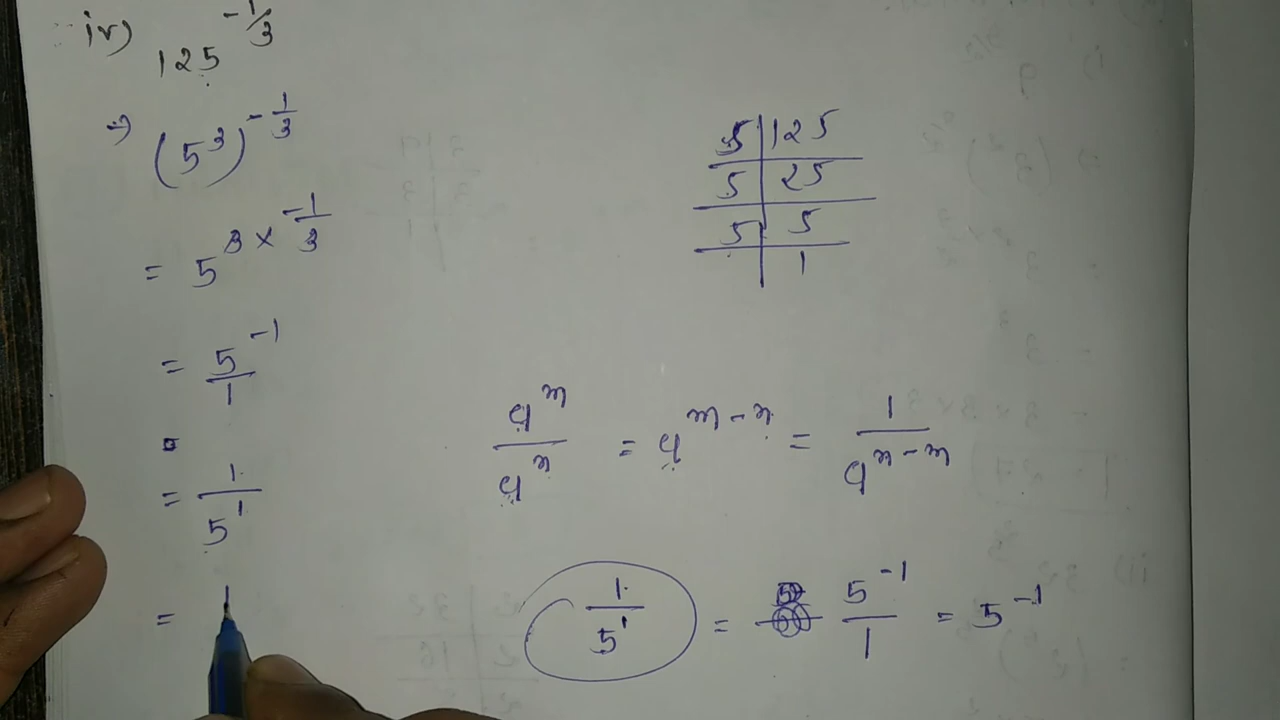 iv) 125^{-1/3}
⇒ (5^3)^{-1/3}
= 5^{3 × -1/3}
= 5^{-1}/1
= 1/5^1
= 1
5 | 125
5 | 25
5 | 5
| 1
a^m/a^n = a^{m-n} = 1/a^{n-m}
1/5^1 = 5^{-1}/1 = 5^{-1}